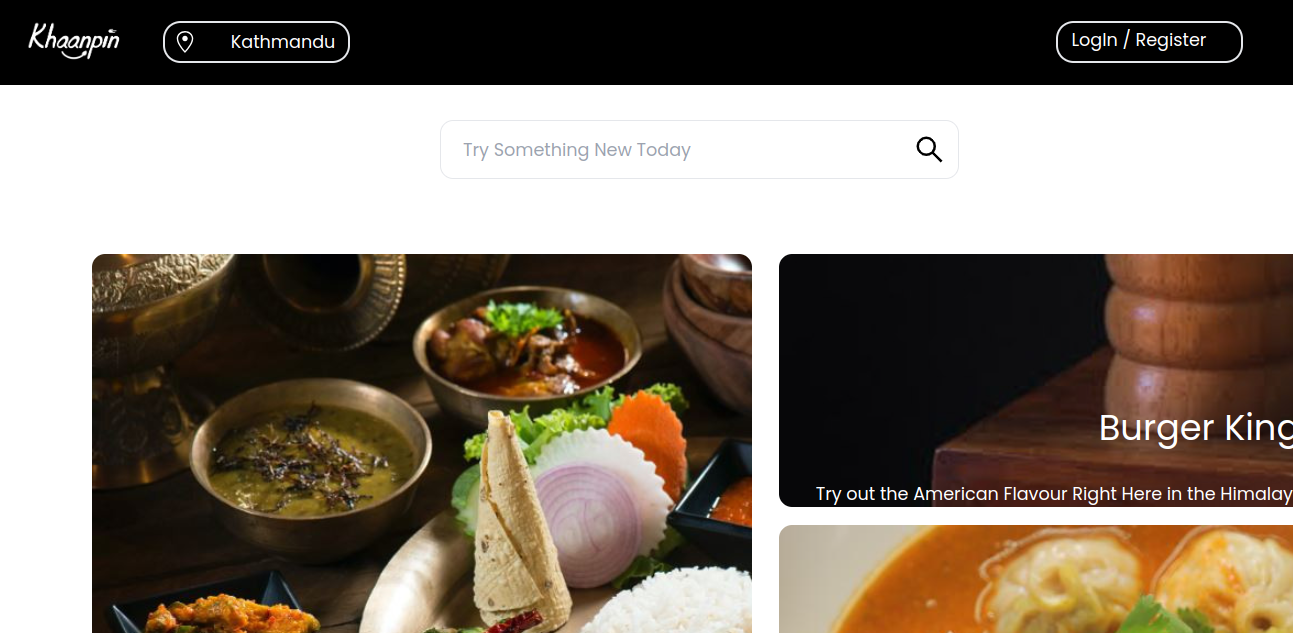 Khaanpin
Kathmandu
LogIn / Register
Try Something New Today
Burger King
Try out the American Flavour Right Here in the Himalay